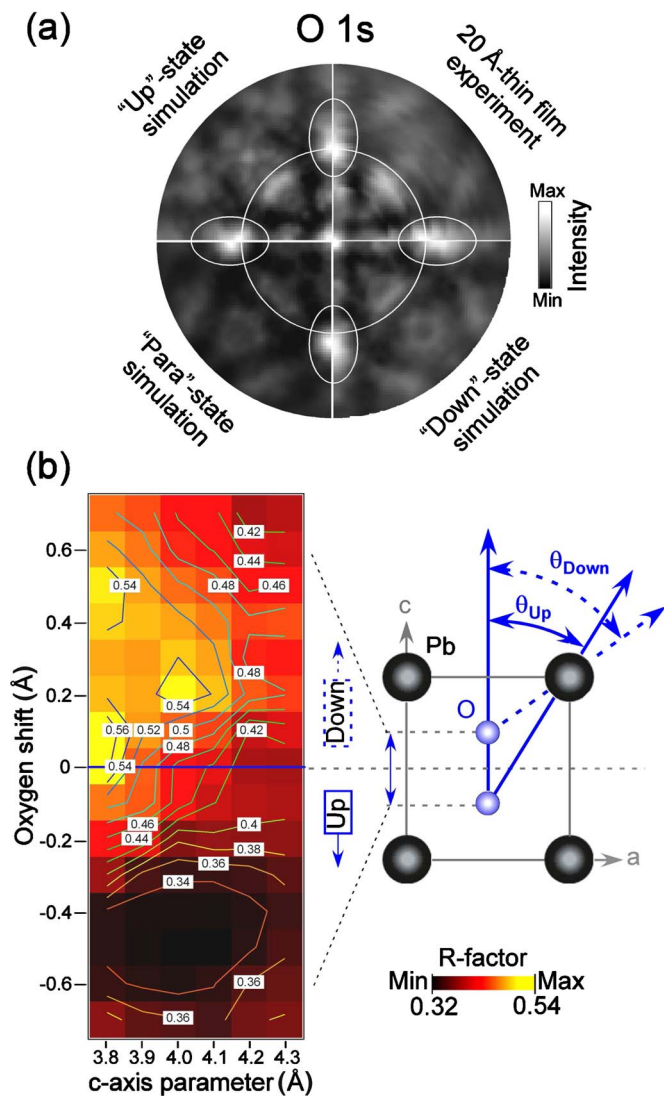 (a)
O 1s
"Up"-state
simulation
20 Å-thin film
experiment
Max
Intensity
Min
"Para"-state
simulation
"Down"-state
simulation
(b)
Oxygen shift (Å)
0.6
0.4
0.2
0
-0.2
-0.4
-0.6
0.42
0.44
0.48
0.46
0.54
0.48
0.54
0.56
0.52
0.5
0.42
0.48
0.54
0.46
0.44
0.4
0.38
0.36
0.34
0.36
0.36
3.8
3.9
4.0
4.1
4.2
4.3
c-axis parameter (Å)
Down
Up
θDown
θUp
c
Pb
O
a
R-factor
Min
Max
0.32
0.54